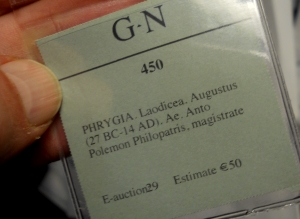 G-N
450
PHRYGIA. Laodicea. Augustus
(27 BC-14 AD). Ae. Anto
Polemon Philopatris, magistrate
E-auction29 Estimate €50